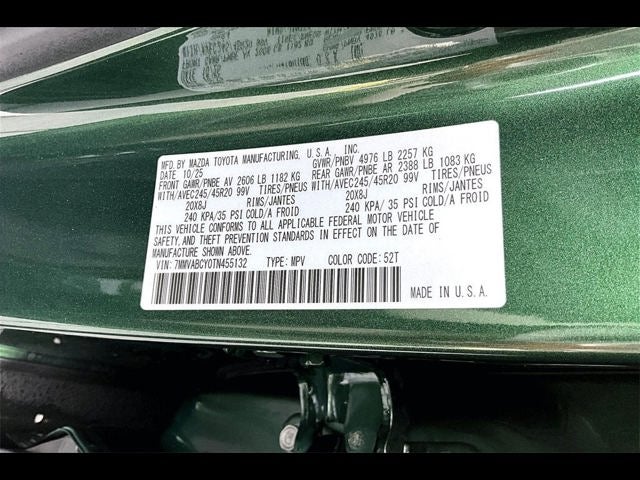 MFD.BY MAZDA TOYOTA MANUFACTURING, U.S.A. INC.
DATE 10/25 GVWR/PNBV 4976 LB 2257 KG
FRONT GAWR/PNBE AV 2606 LB 1182 KG REAR GAWR/PNBE AR 2388 LB 1083 KG
WITH/AVEC245/45R20 99V TIRES/PNEUS WITH/AVEC245/45R20 99V TIRES/PNEUS
20X8J RIMS/JANTES 20X8J RIMS/JANTES
240 KPA/ 35 PSI COLD/A FROID 240 KPA/ 35 PSI COLD/A FROID
THIS VEHICLE CONFORMS TO ALL APPLICABLE FEDERAL MOTOR VEHICLE
SAFETY, AND THEFT PREVENTION STANDARDS IN EFFECT ON THE DATE OF
MANUFACTURE SHOWN ABOVE.
VIN: 7MMVABCY0TN455132 TYPE: MPV COLOR CODE: 52T
MADE IN U.S.A.